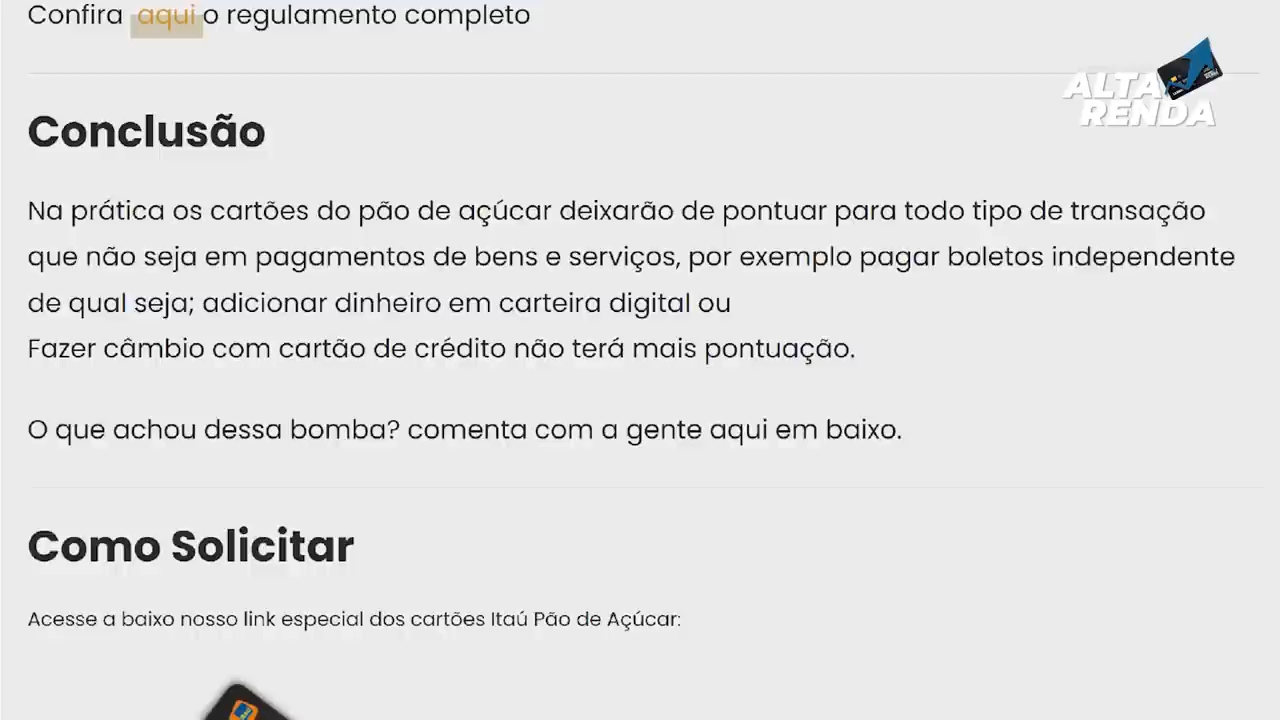 Confira aqui o regulamento completo
ALTA
RENDA
Conclusão
Na prática os cartões do pão de açúcar deixarão de pontuar para todo tipo de transação
que não seja em pagamentos de bens e serviços, por exemplo pagar boletos independente
de qual seja; adicionar dinheiro em carteira digital ou
Fazer câmbio com cartão de crédito não terá mais pontuação.
O que achou dessa bomba? comenta com a gente aqui em baixo.
Como Solicitar
Acesse a baixo nosso link especial dos cartões Itaú Pão de Açúcar: